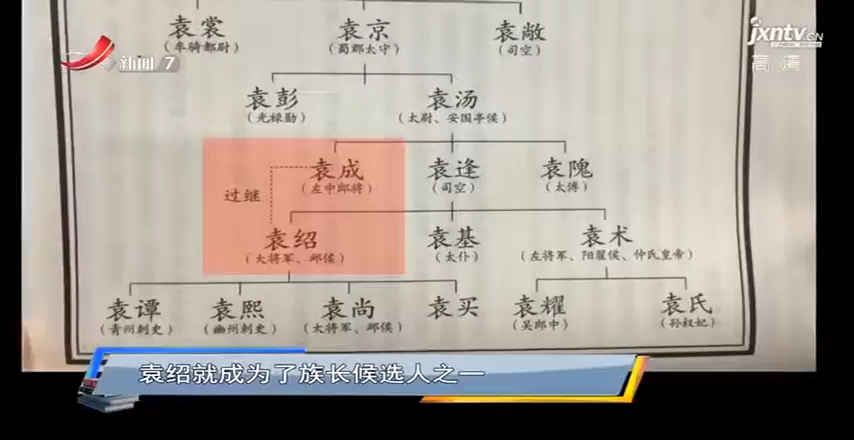 袁裳 袁京 袁敞
(车骑都尉) (蜀郡太守) (司空)
jxntv.CN
高清
新闻 7
袁彭 袁汤
(光禄勋) (太尉、安国亭侯)
袁成 袁逢 袁隗
(左中郎将) (司空) (太傅)
过继
袁绍 袁基 袁术
(大将军、邺侯) (太仆) (左将军、阳翟侯、仲氏皇帝)
袁谭 袁熙 袁尚 袁买 袁耀 袁氏
(青州刺史) (幽州刺史) (大将军、邺侯) (吴郎中) (孙权妃)
袁绍就成为了族长候选人之一